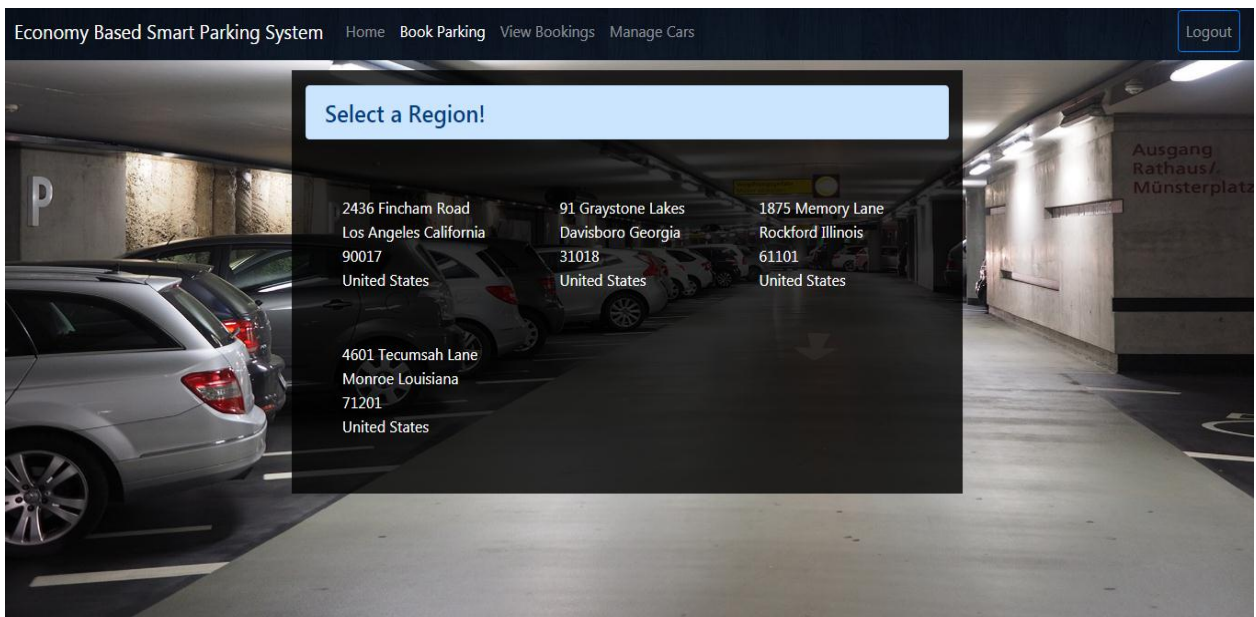 Economy Based Smart Parking System Home Book Parking View Bookings Manage Cars Logout
Select a Region!
2436 Fincham Road
Los Angeles California
90017
United States
91 Graystone Lakes
Davisboro Georgia
31018
United States
1875 Memory Lane
Rockford Illinois
61101
United States
4601 Tecumsah Lane
Monroe Louisiana
71201
United States
P
Ausgang
Rathaus/.
Münsterplatz